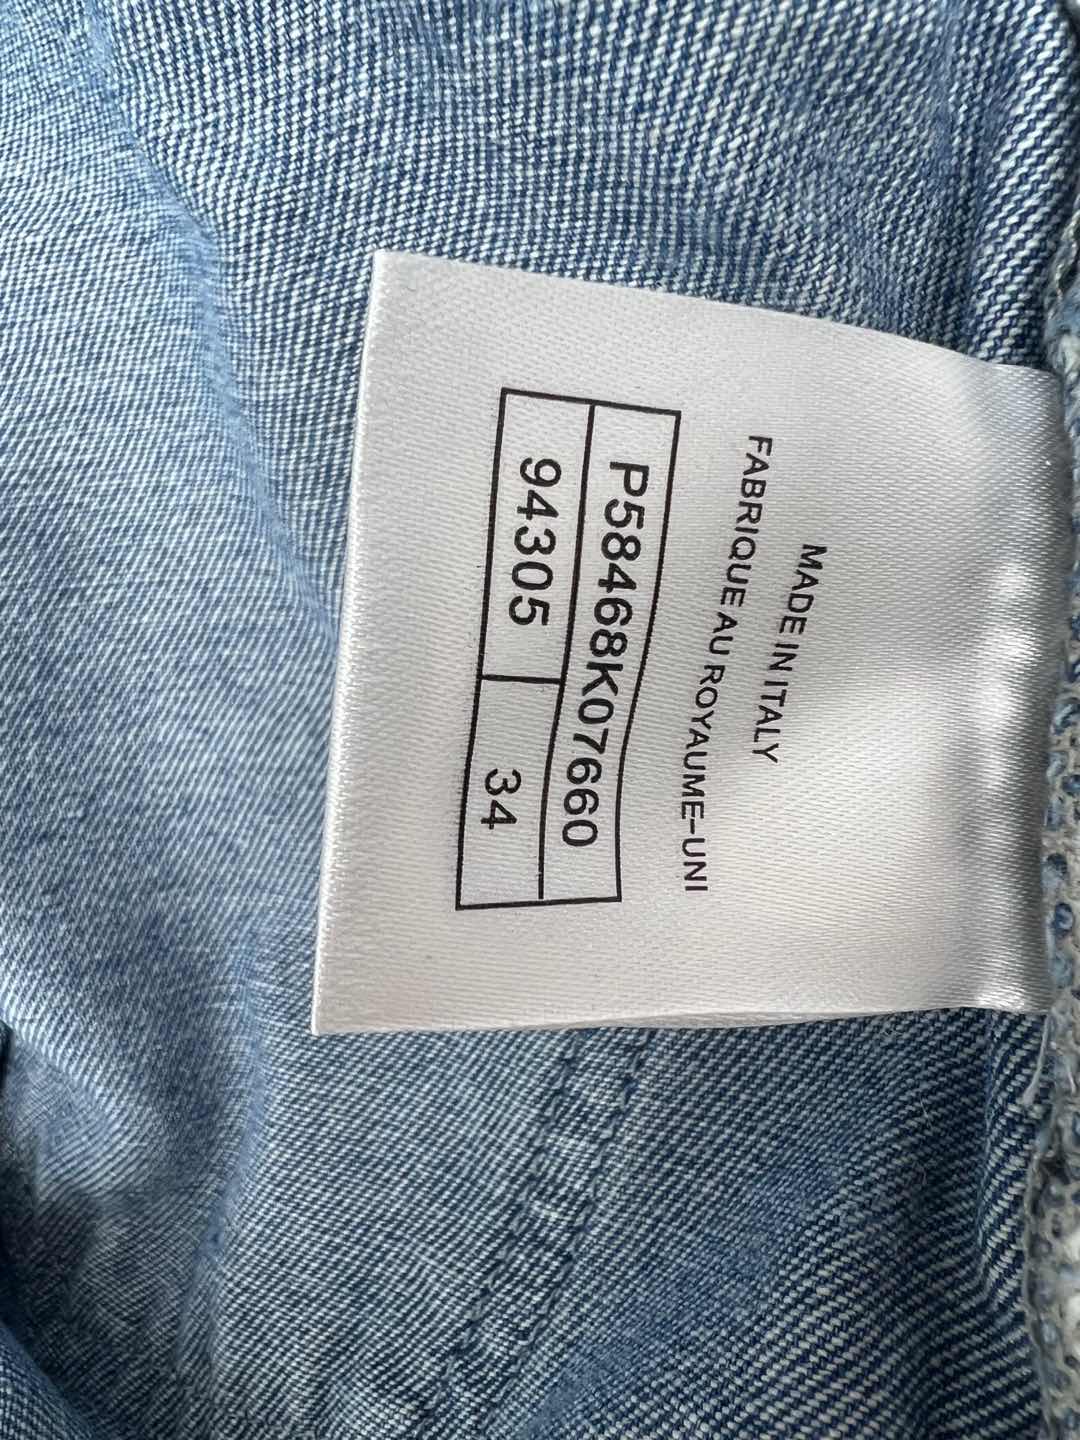 MADE IN ITALY
FABRIQUE AU ROYAUME-UNI
P58468K07660
94305 34